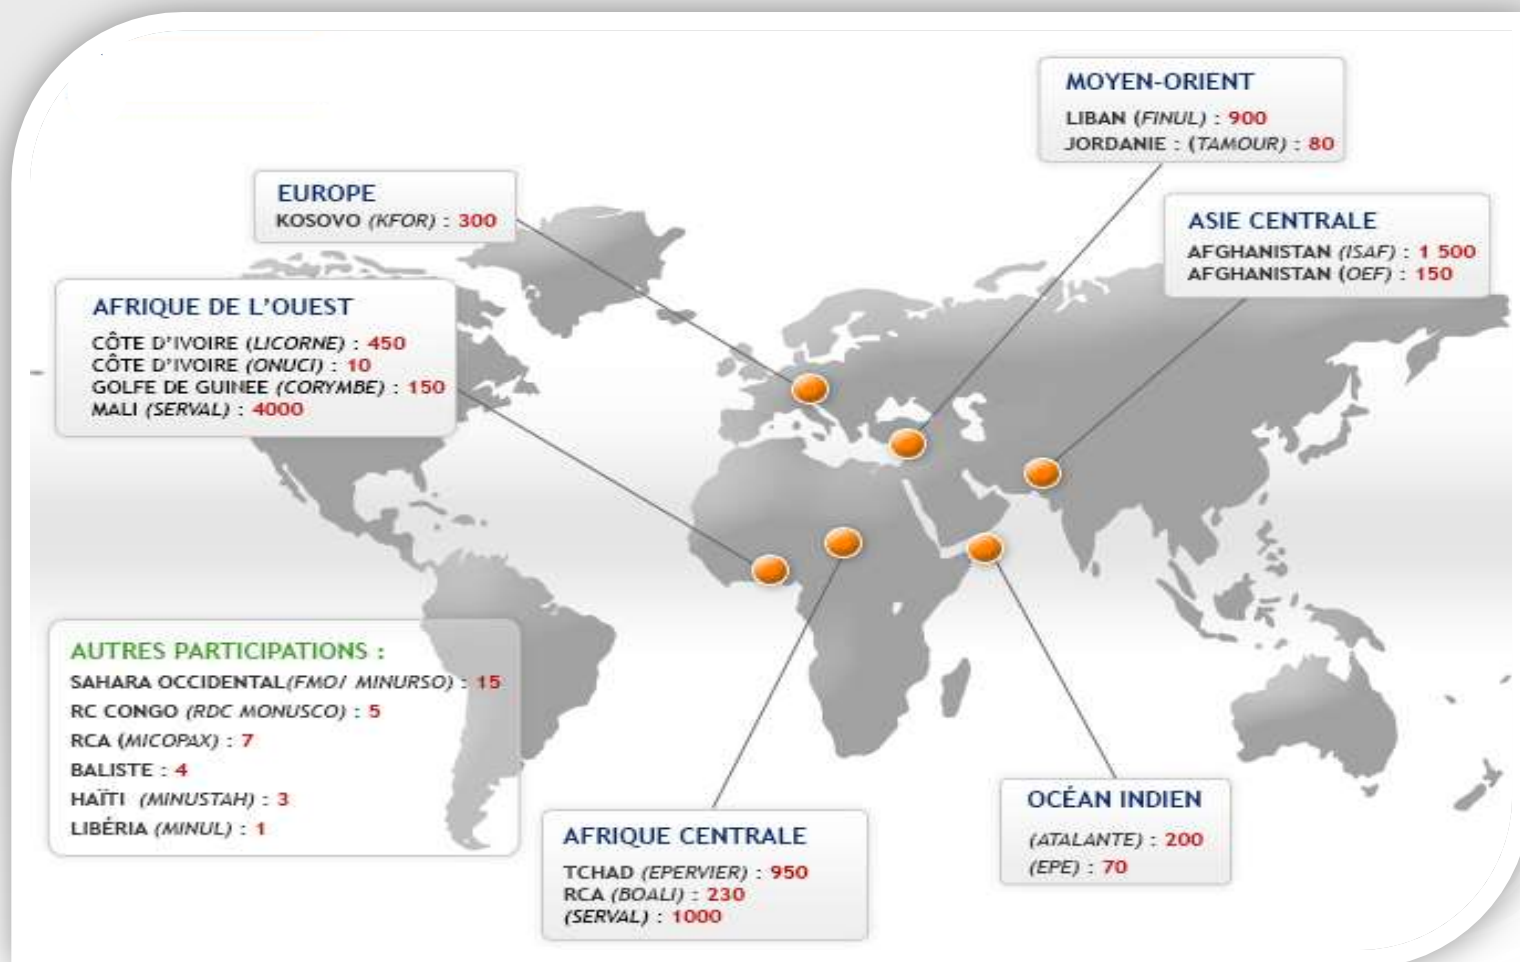 MOYEN-ORIENT
LIBAN (FINUL) : 900
JORDANIE : (TAMOUR) : 80
EUROPE
KOSOVO (KFOR) : 300
ASIE CENTRALE
AFGHANISTAN (ISAF) : 1 500
AFGHANISTAN (OEF) : 150
AFRIQUE DE L'OUEST
CÔTE D'IVOIRE (LICORNE) : 450
CÔTE D'IVOIRE (ONUCI) : 10
GOLFE DE GUINEE (CORYMBE) : 150
MALI (SERVAL) : 4000
AUTRES PARTICIPATIONS :
SAHARA OCCIDENTAL(FMO/ MINURSO) : 15
RC CONGO (RDC MONUSCO) : 5
RCA (MICOPAX) : 7
BALISTE : 4
HAÏTI (MINUSTAH) : 3
LIBÉRIA (MINUL) : 1
AFRIQUE CENTRALE
TCHAD (EPERVIER) : 950
RCA (BOALI) : 230
(SERVAL) : 1000
OCÉAN INDIEN
(ATALANTE) : 200
(EPE) : 70